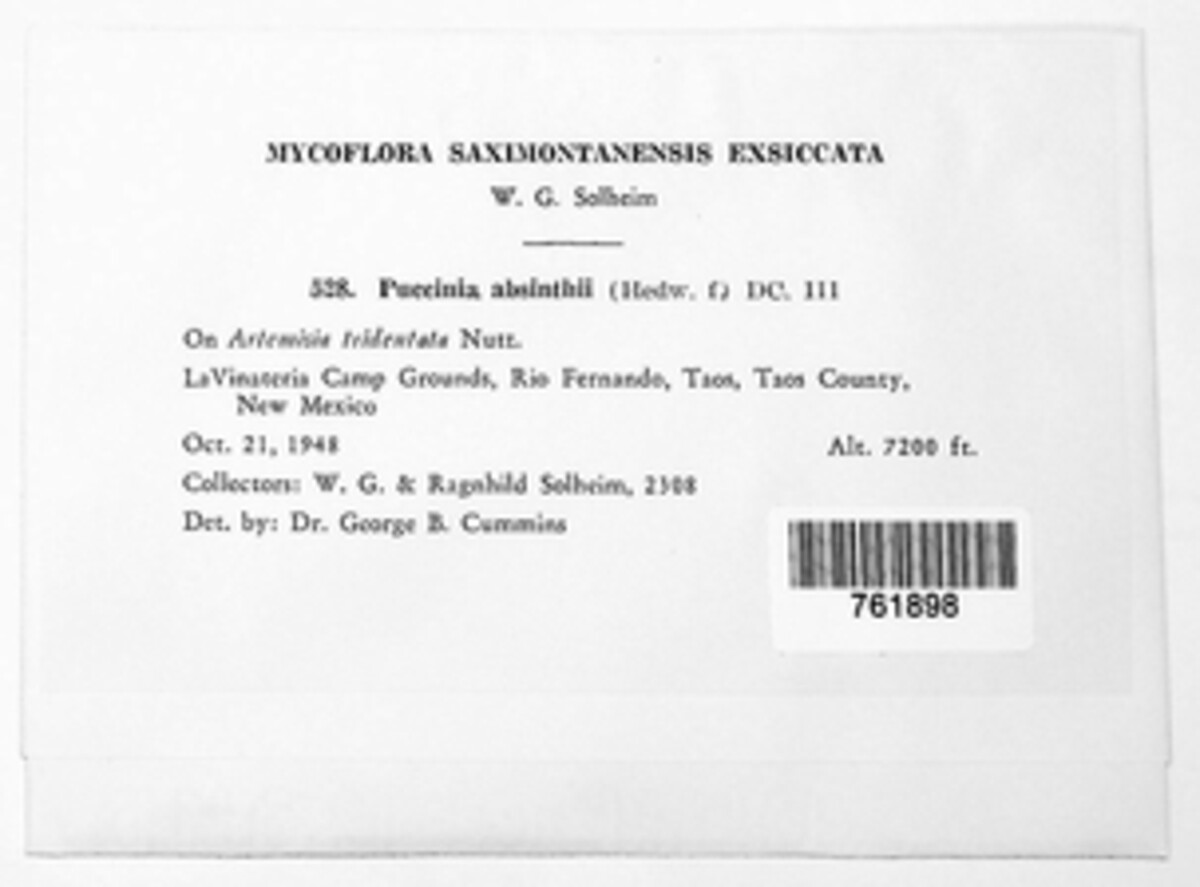 MYCOFLORA SAXIMONTANENSIS EXSICCATA
W. G. Solheim
528. Puccinia absinthii (Hedw. f.) DC. III
On Artemisia tridentata Nutt.
LaVinateria Camp Grounds, Rio Fernando, Taos, Taos County,
New Mexico
Oct. 21, 1948
Alt. 7200 ft.
Collectors: W. G. & Ragnhild Solheim, 2308
Det. by: Dr. George B. Cummins
761898